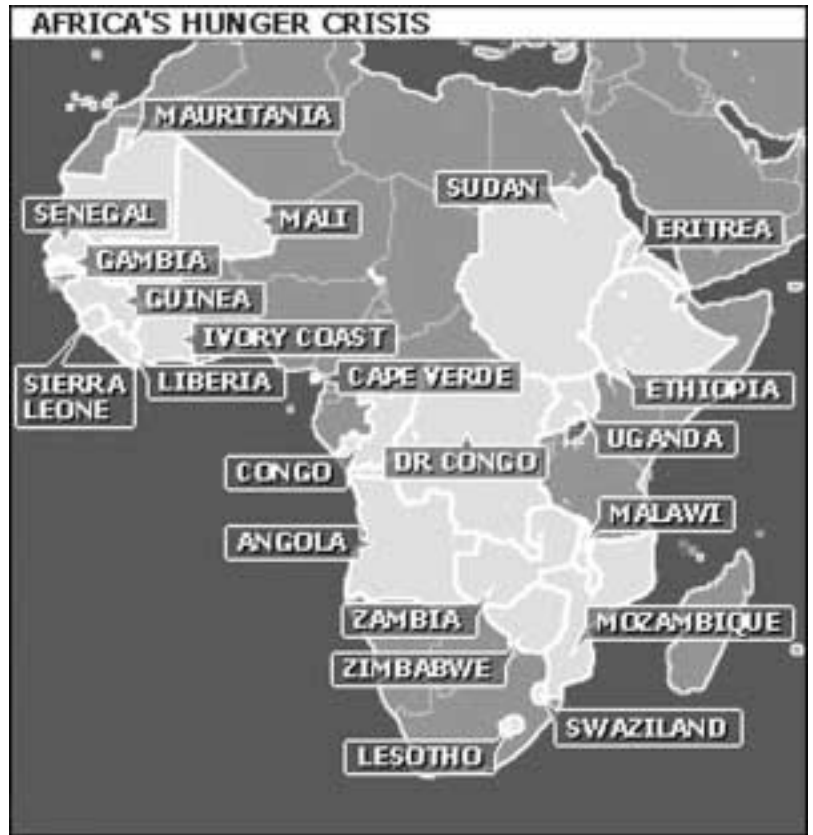 AFRICA'S HUNGER CRISIS
MAURITANIA
SUDAN
SENEGAL
MALI
ERITREA
GAMBIA
GUINEA
IVORY COAST
SIERRA
LEONE
LIBERIA
CAPE VERDE
ETHIOPIA
UGANDA
CONGO
DR CONGO
MALAWI
ANGOLA
ZAMBIA
MOZAMBIQUE
ZIMBABWE
SWAZILAND
LESOTHO